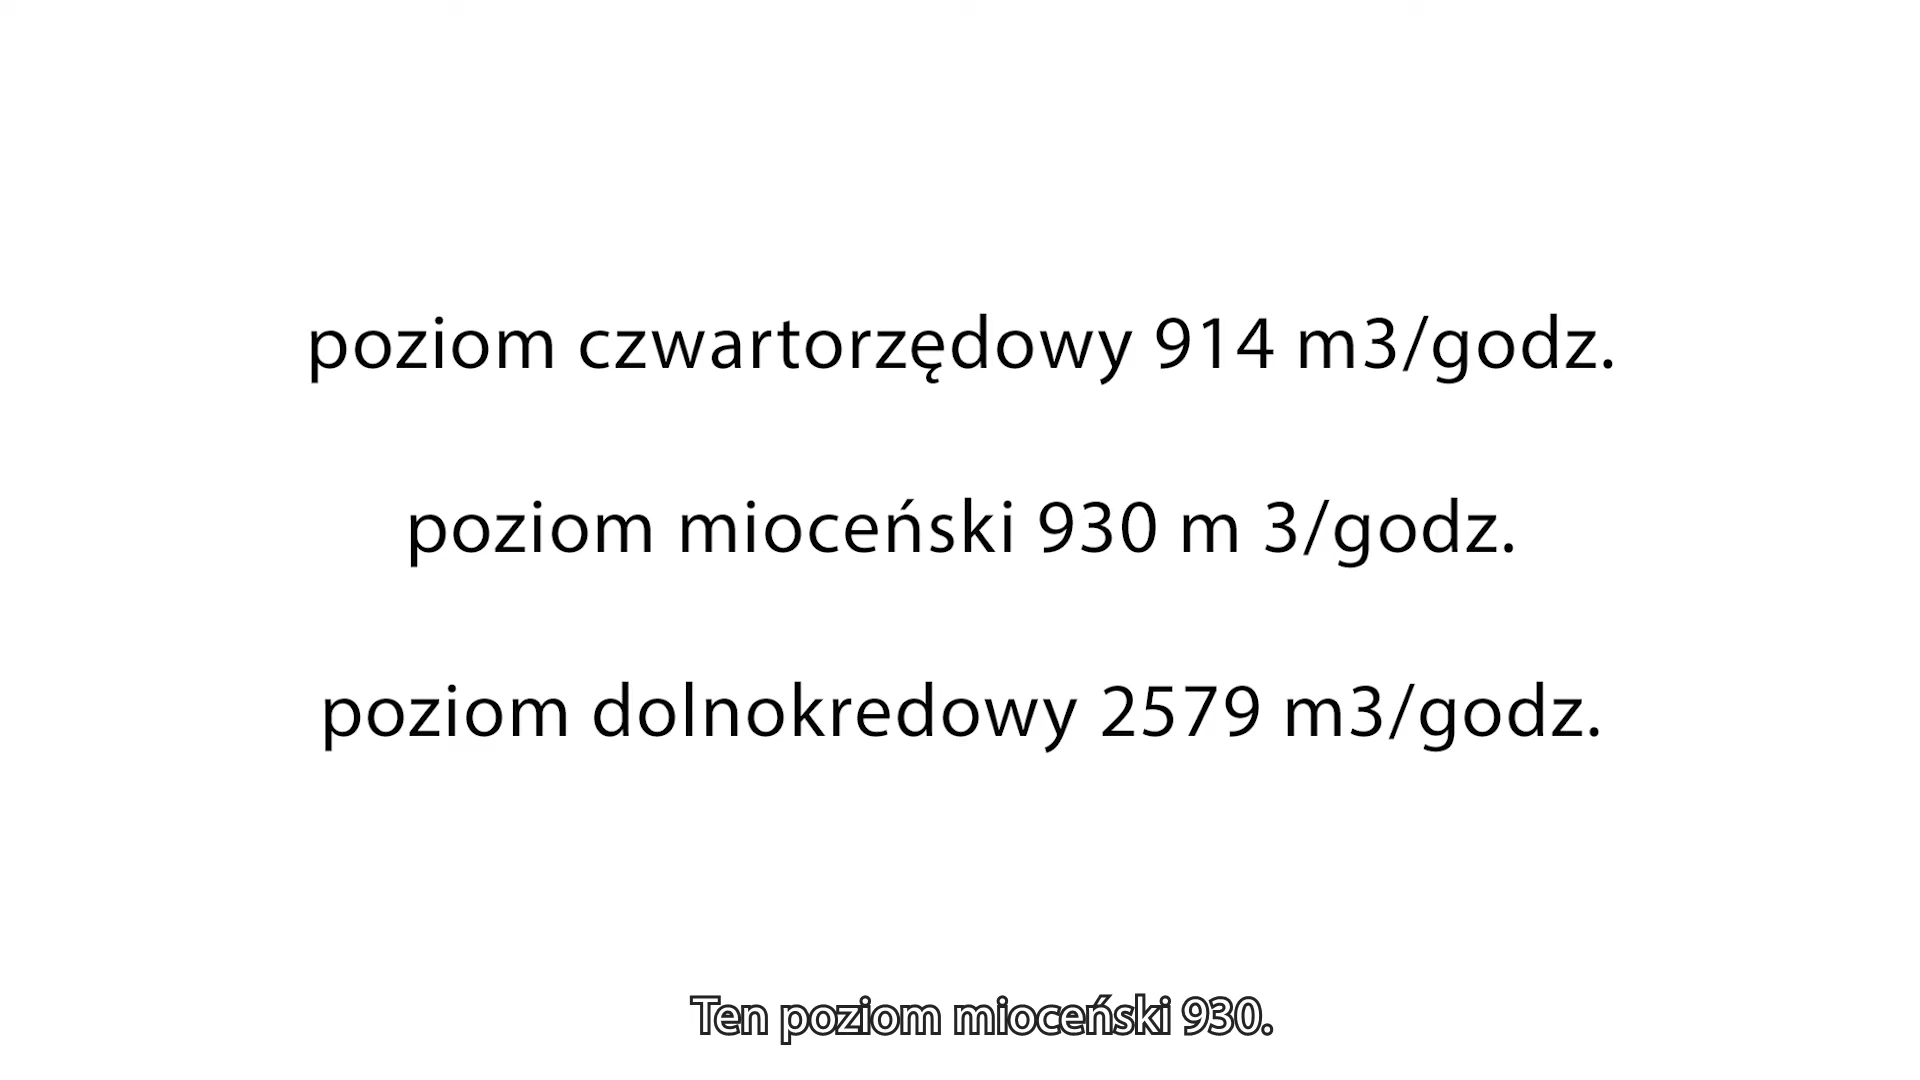 poziom czwartorzędowy 914 m3/godz.
poziom mioceński 930 m 3/godz.
poziom dolnokredowy 2579 m3/godz.
Ten poziom mioceński 930.